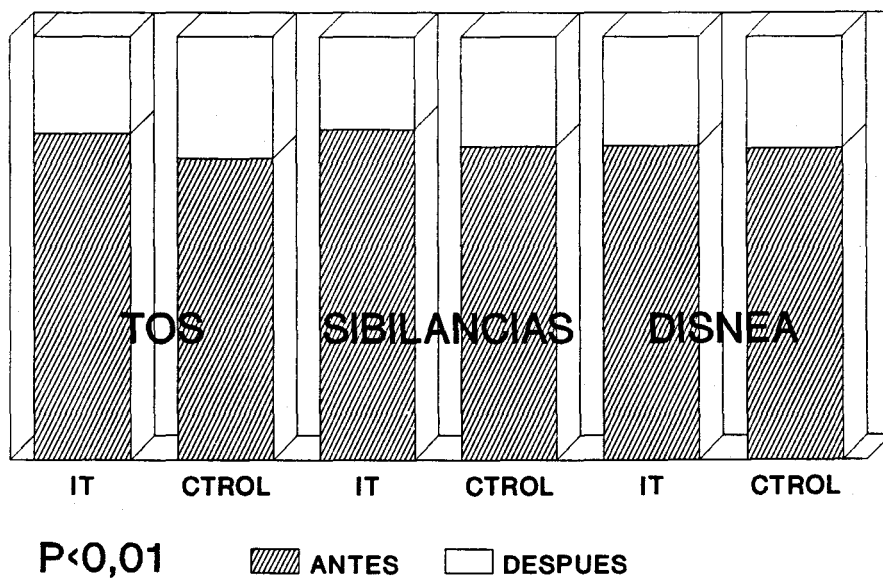 TOS SIBILANCIAS DISNEA
IT CTROL IT CTROL IT CTROL
P<0,01 ANTES DESPUES